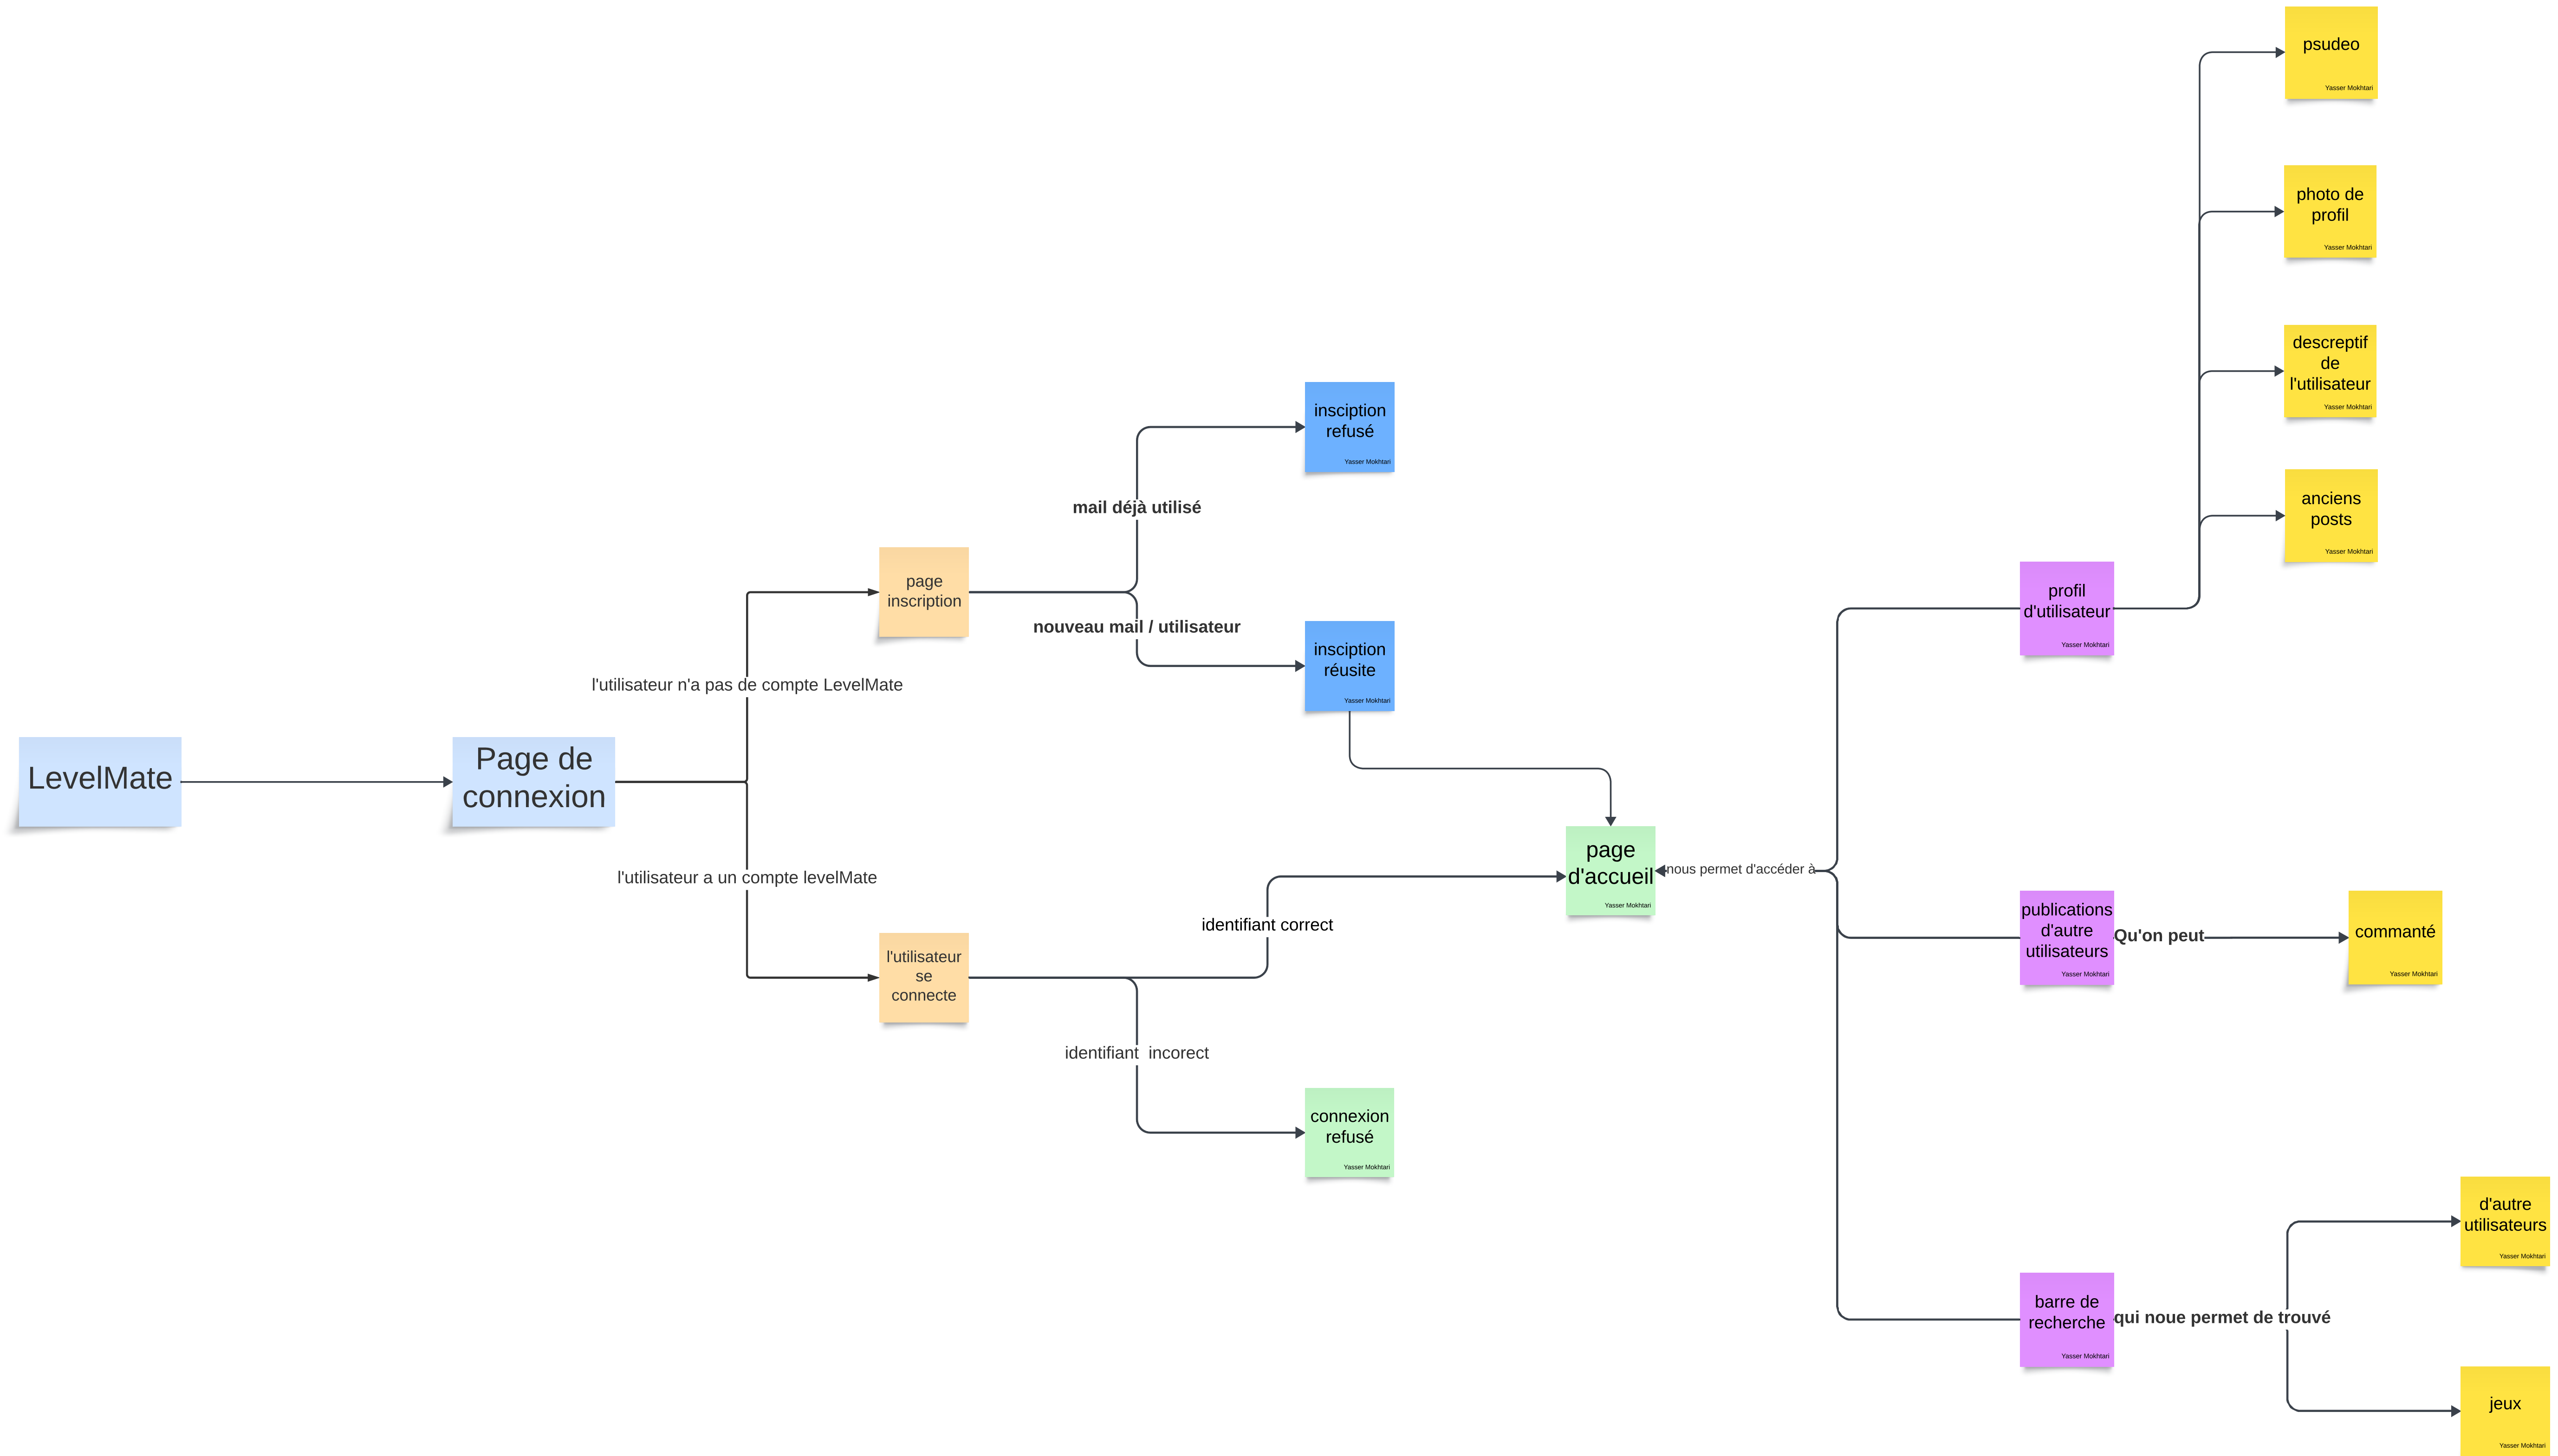 LevelMate
Page de
connexion
l'utilisateur n'a pas de compte LevelMate
l'utilisateur a un compte levelMate
page
inscription
l'utilisateur
se
connecte
mail déjà utilisé
nouveau mail / utilisateur
identifiant correct
identifiant  incorect
insciption
refusé
Yasser Mokhtari
insciption
réusite
Yasser Mokhtari
connexion
refusé
Yasser Mokhtari
page
d'accueil
Yasser Mokhtari
nous permet d'accéder à
profil
d'utilisateur
Yasser Mokhtari
psudeo
Yasser Mokhtari
photo de
profil
Yasser Mokhtari
descreptif
de
l'utilisateur
Yasser Mokhtari
anciens
posts
Yasser Mokhtari
publications
d'autre
utilisateurs
Yasser Mokhtari
Qu'on peut
commanté
Yasser Mokhtari
barre de
recherche
Yasser Mokhtari
qui noue permet de trouvé
d'autre
utilisateurs
Yasser Mokhtari
jeux
Yasser Mokhtari